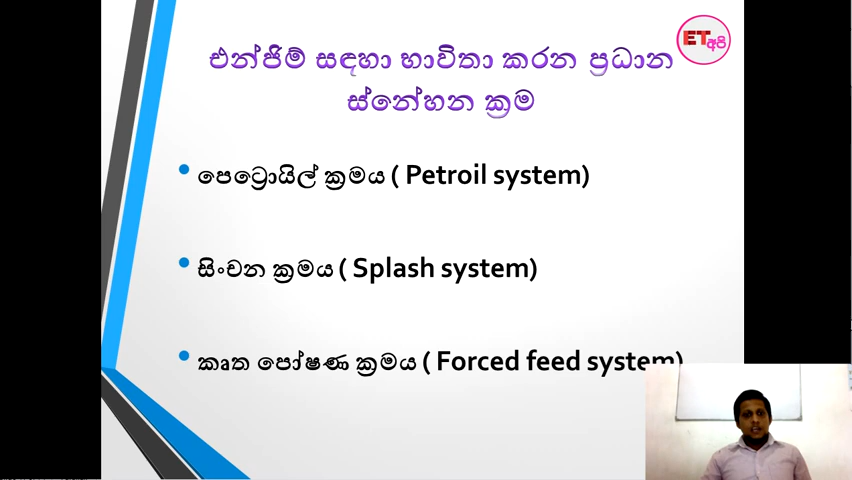 ET අපි
එන්ජිම් සඳහා භාවිතා කරන ප්‍රධාන
ස්නේහන ක්‍රම
• පෙට්‍රොයිල් ක්‍රමය ( Petroil system)
• සිංචන ක්‍රමය ( Splash system)
• කෘත පෝෂණ ක්‍රමය ( Forced feed system)